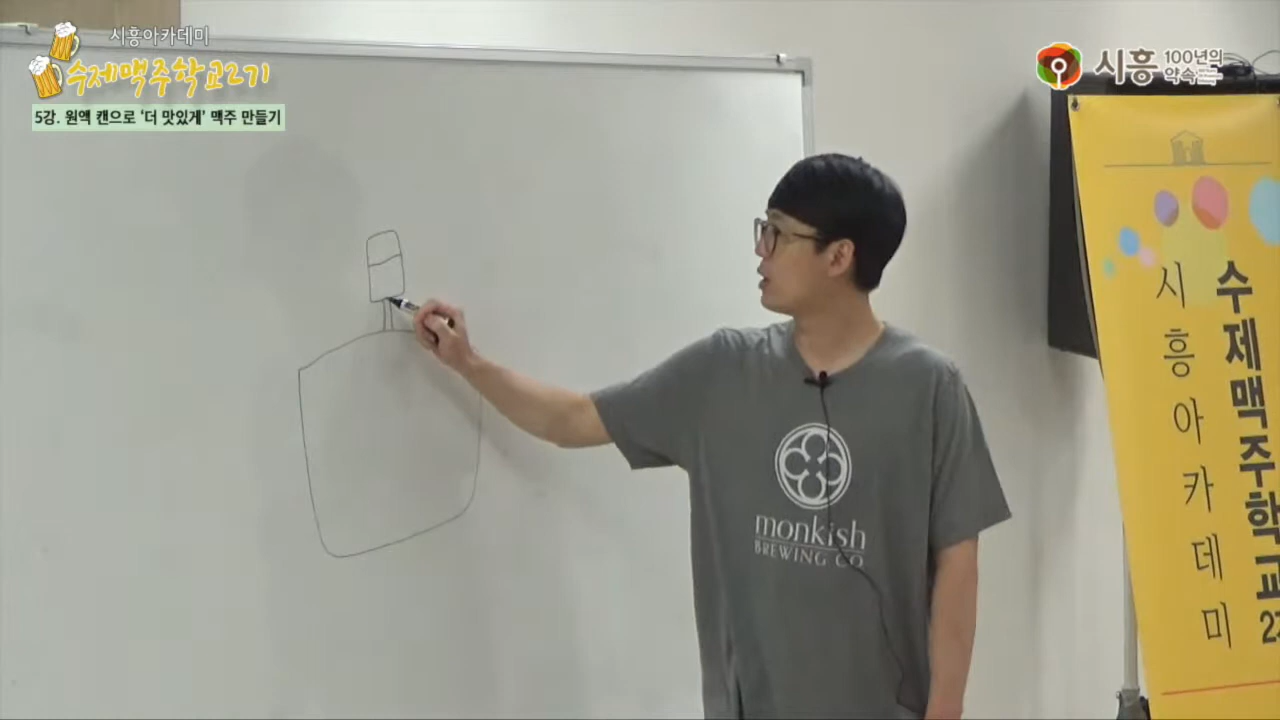 시흥아카데미
수제맥주학교2기
5강. 원액 캔으로 '더 맛있게' 맥주 만들기
시흥
100년의
약속
monkish
BREWING CO
시흥아카데미
수제맥주학교